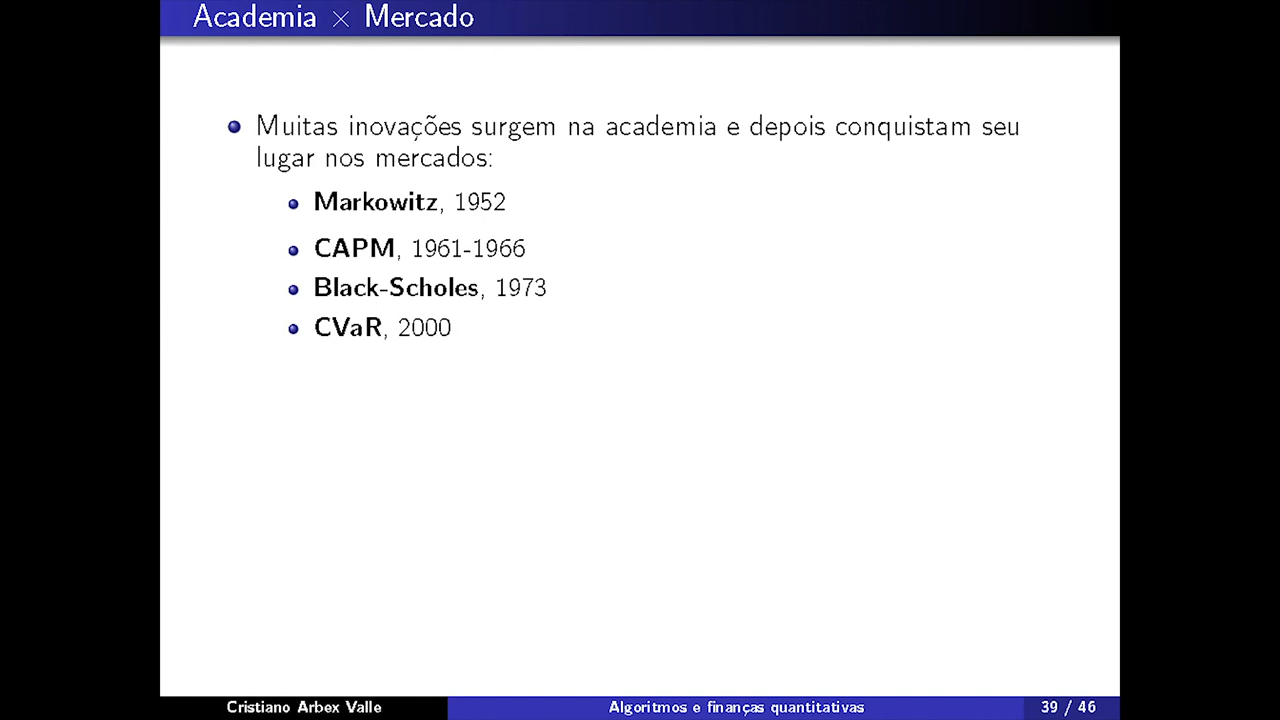 Academia × Mercado
Muitas inovações surgem na academia e depois conquistam seu
lugar nos mercados:
Markowitz, 1952
CAPM, 1961-1966
Black-Scholes, 1973
CVaR, 2000
Cristiano Arbex Valle
Algoritmos e finanças quantitativas
39 / 46